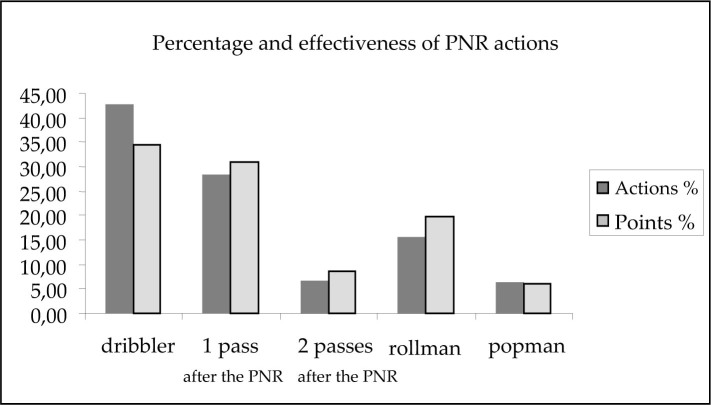 Percentage and effectiveness of PNR actions
45,00
40,00
35,00
30,00
25,00
20,00
15,00
10,00
5,00
0,00
dribbler
1 pass
after the PNR
2 passes
after the PNR
rollman
popman
Actions %
Points %